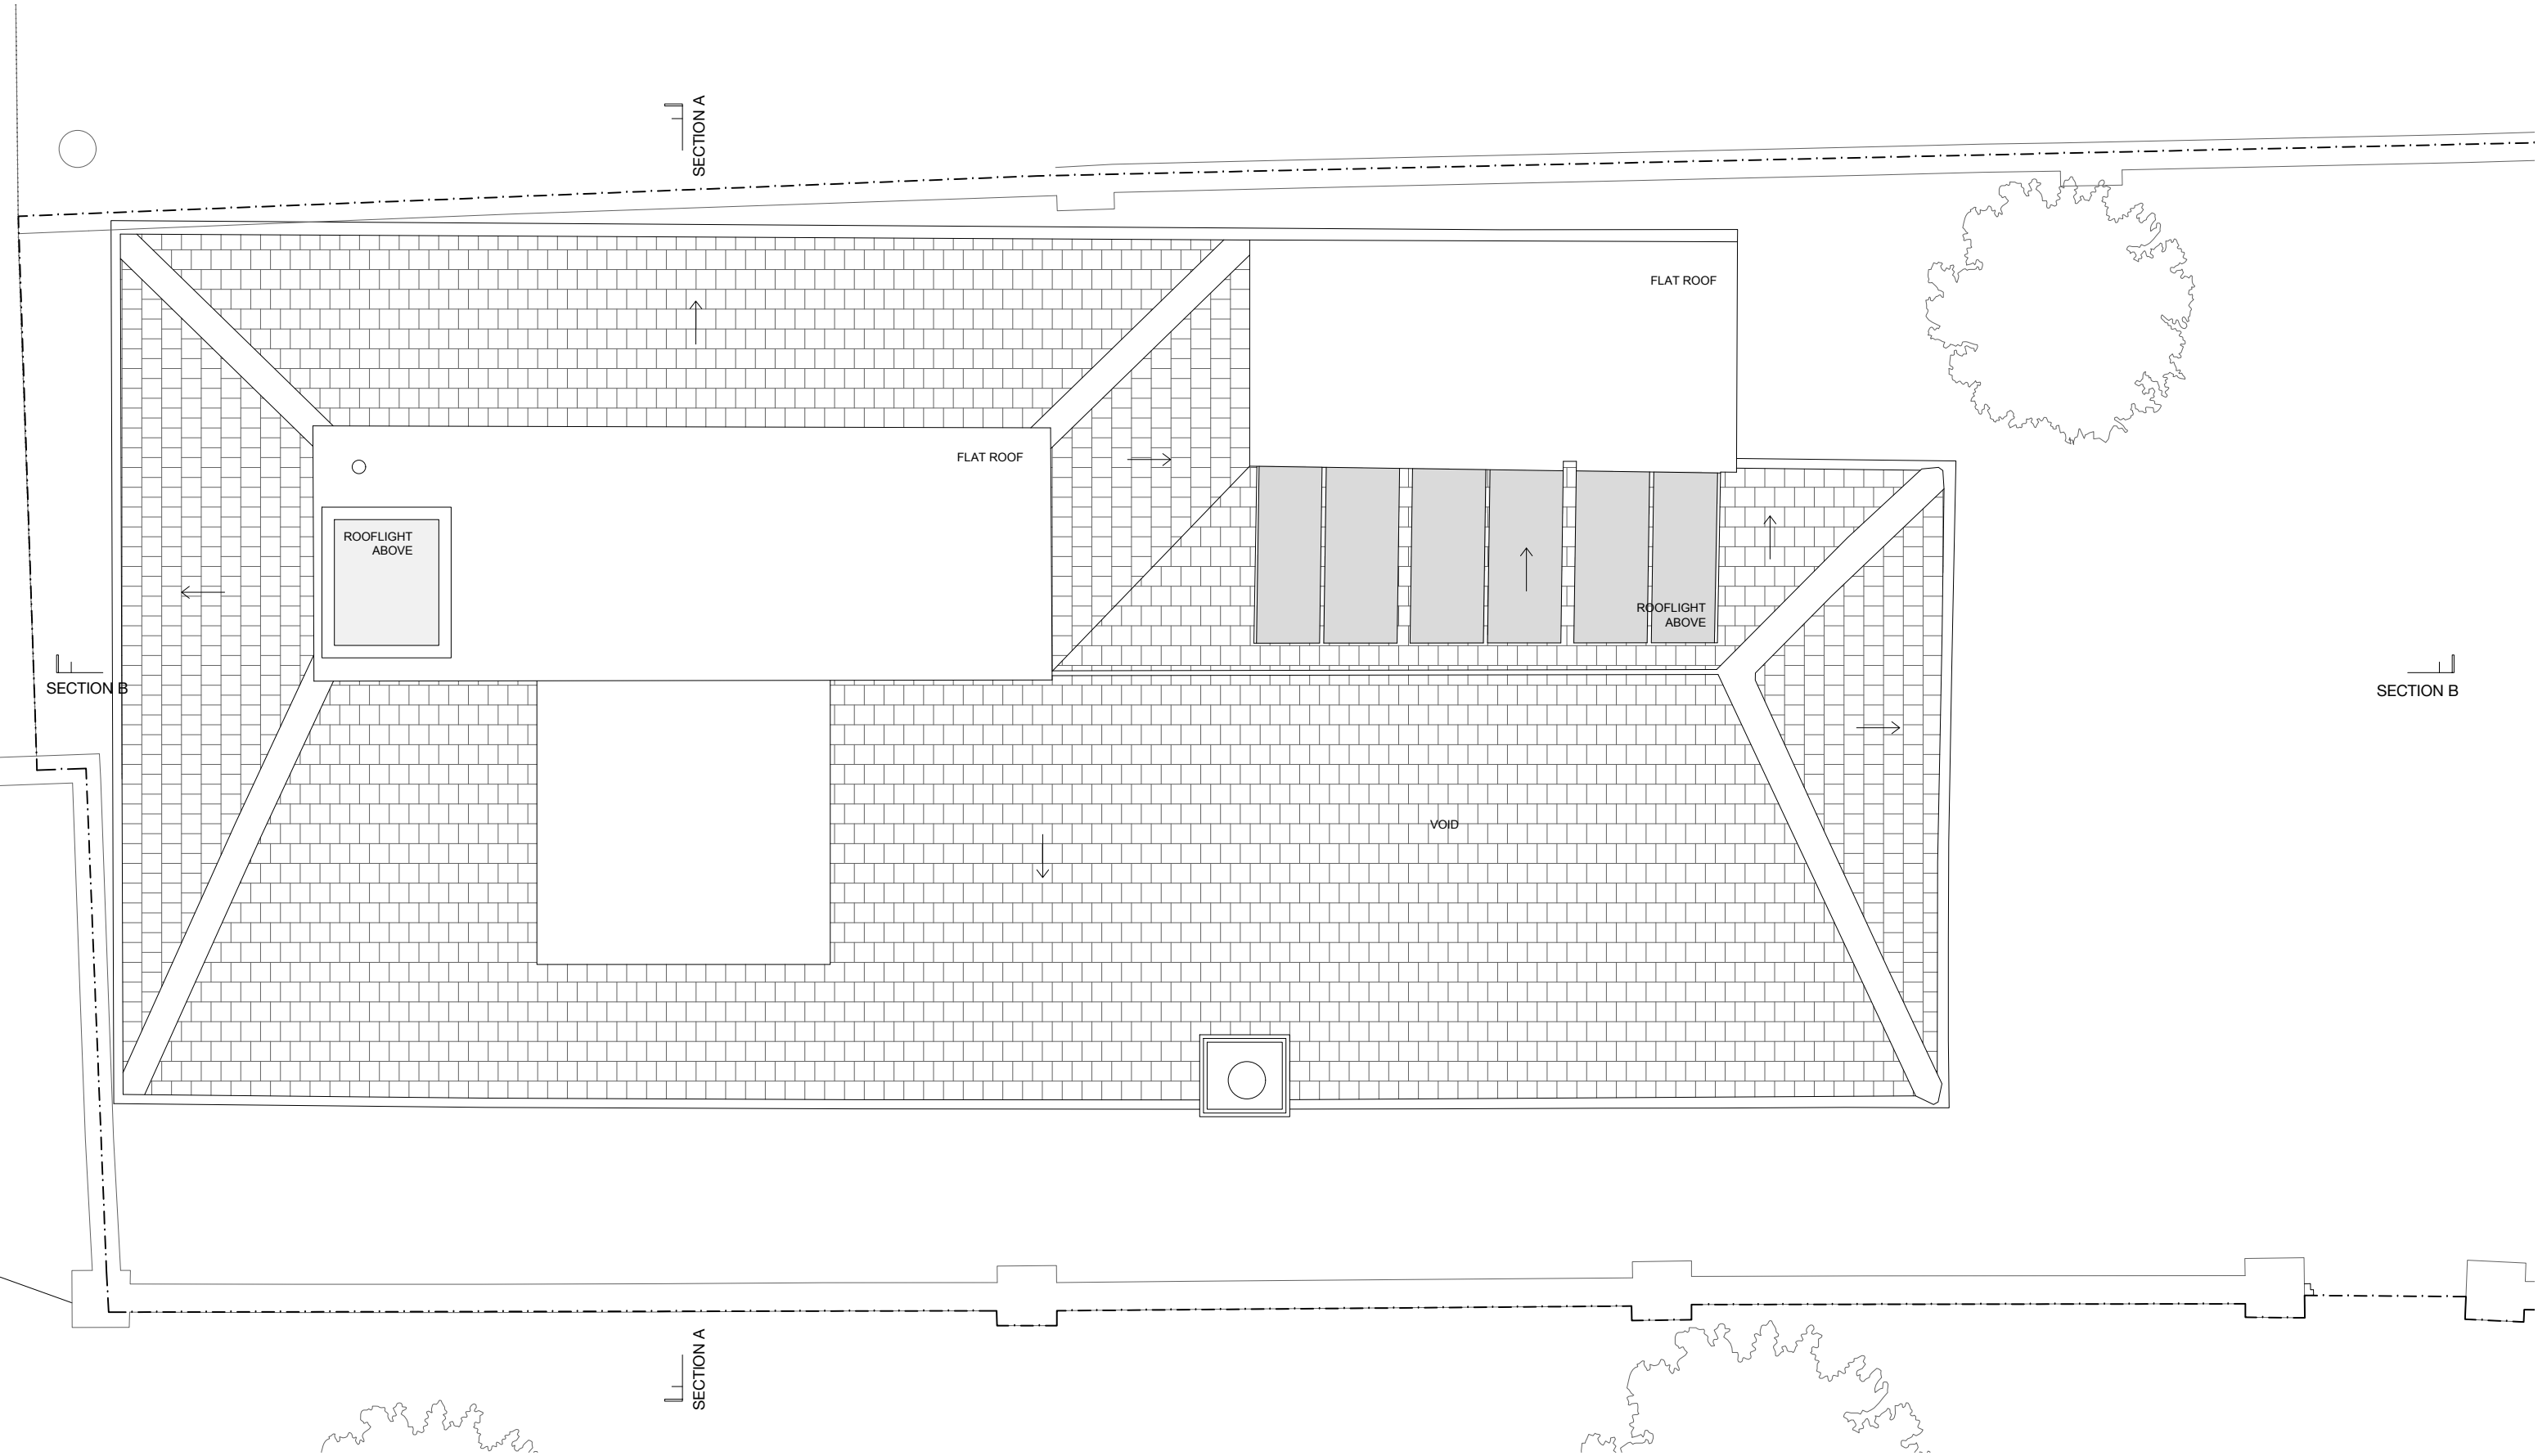 SECTION A
FLAT ROOF
FLAT ROOF
ROOFLIGHT
ABOVE
ROOFLIGHT
ABOVE
SECTION B
SECTION B
VOID
SECTION A